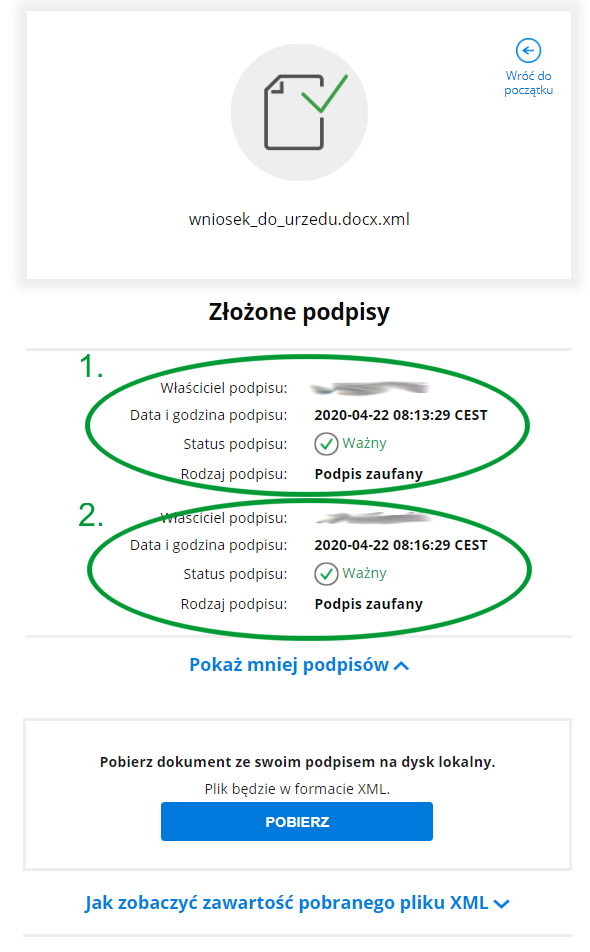 Wróć do
początku
wniosek_do_urzedu.docx.xml
Złożone podpisy
1.
Właściciel podpisu:
Data i godzina podpisu: 2020-04-22 08:13:29 CEST
Status podpisu: Ważny
Rodzaj podpisu: Podpis zaufany
2.
Właściciel podpisu:
Data i godzina podpisu: 2020-04-22 08:16:29 CEST
Status podpisu: Ważny
Rodzaj podpisu: Podpis zaufany
Pokaż mniej podpisów
Pobierz dokument ze swoim podpisem na dysk lokalny.
Plik będzie w formacie XML.
POBIERZ
Jak zobaczyć zawartość pobranego pliku XML